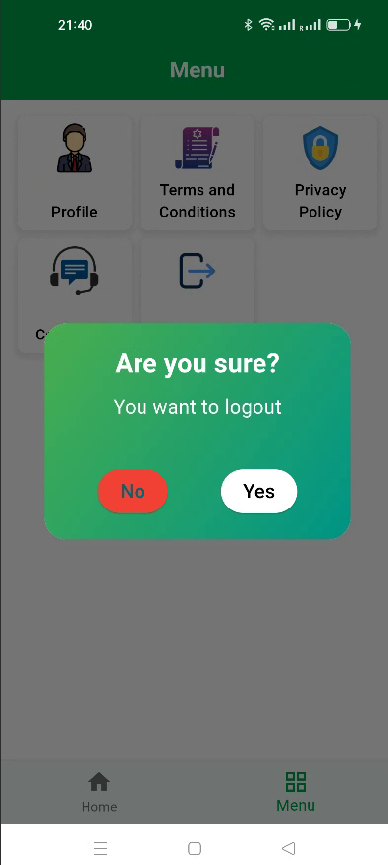 21:40
Menu
Profile
Terms and
Conditions
Privacy
Policy
Are you sure?
You want to logout
No
Yes
Home
Menu